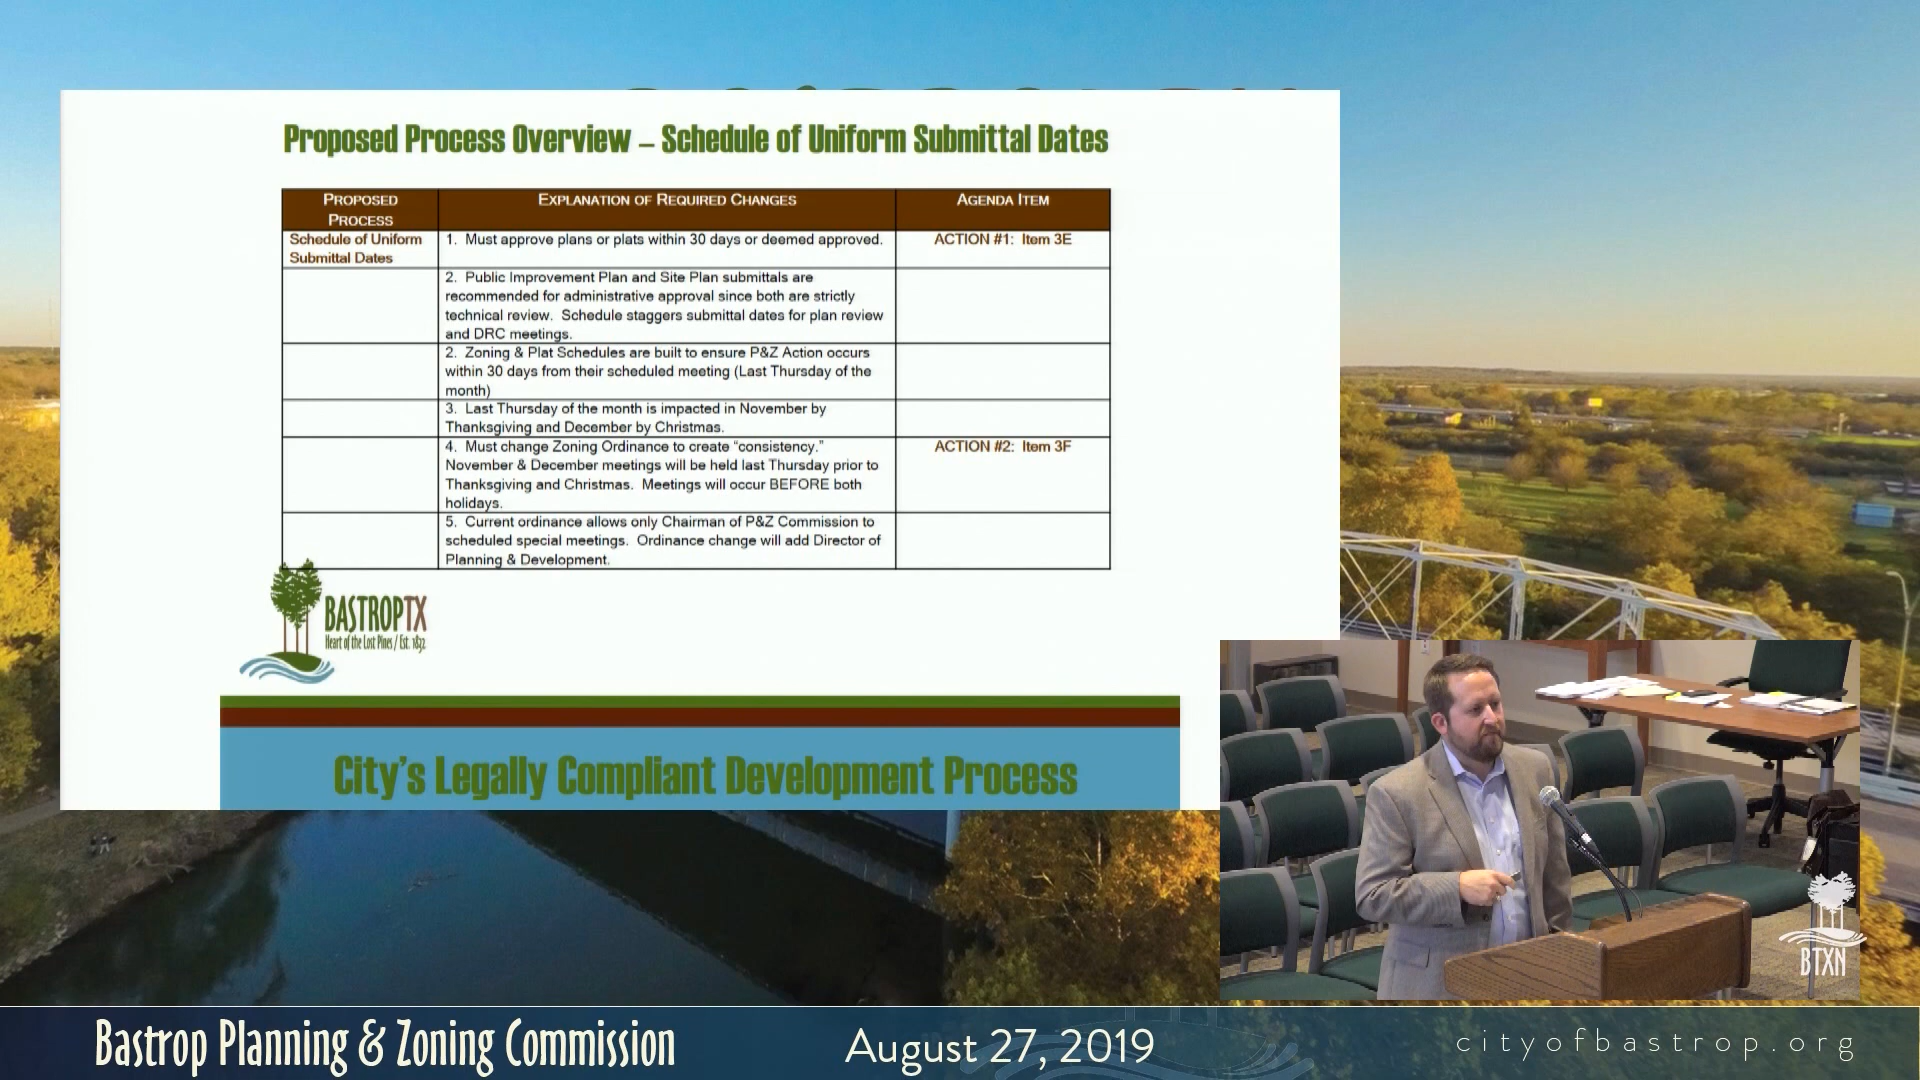 Proposed Process Overview – Schedule of Uniform Submittal Dates
PROPOSED
PROCESS
EXPLANATION OF REQUIRED CHANGES
AGENDA ITEM
Schedule of Uniform
Submittal Dates
1. Must approve plans or plats within 30 days or deemed approved.
ACTION #1: Item 3E
2. Public Improvement Plan and Site Plan submittals are
recommended for administrative approval since both are strictly
technical review. Schedule staggers submittal dates for plan review
and DRC meetings.
2. Zoning & Plat Schedules are built to ensure P&Z Action occurs
within 30 days from their scheduled meeting (Last Thursday of the
month)
3. Last Thursday of the month is impacted in November by
Thanksgiving and December by Christmas.
4. Must change Zoning Ordinance to create “consistency.”
November & December meetings will be held last Thursday prior to
Thanksgiving and Christmas. Meetings will occur BEFORE both
holidays.
ACTION #2: Item 3F
5. Current ordinance allows only Chairman of P&Z Commission to
scheduled special meetings. Ordinance change will add Director of
Planning & Development.
BASTROPTX
Heart of the Lost Pines / Est. 1832
City’s Legally Compliant Development Process
BTXN
Bastrop Planning & Zoning Commission
August 27, 2019
cityofbastrop.org